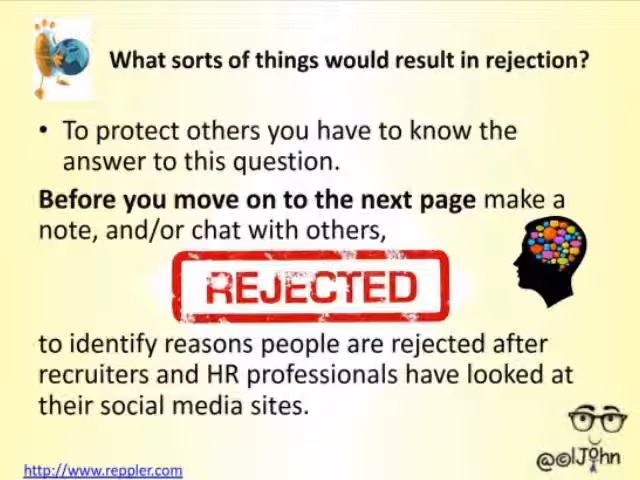 What sorts of things would result in rejection?
• To protect others you have to know the
answer to this question.
Before you move on to the next page make a
note, and/or chat with others,
REJECTED
to identify reasons people are rejected after
recruiters and HR professionals have looked at
their social media sites.
@©lJOhn
http://www.reppler.com